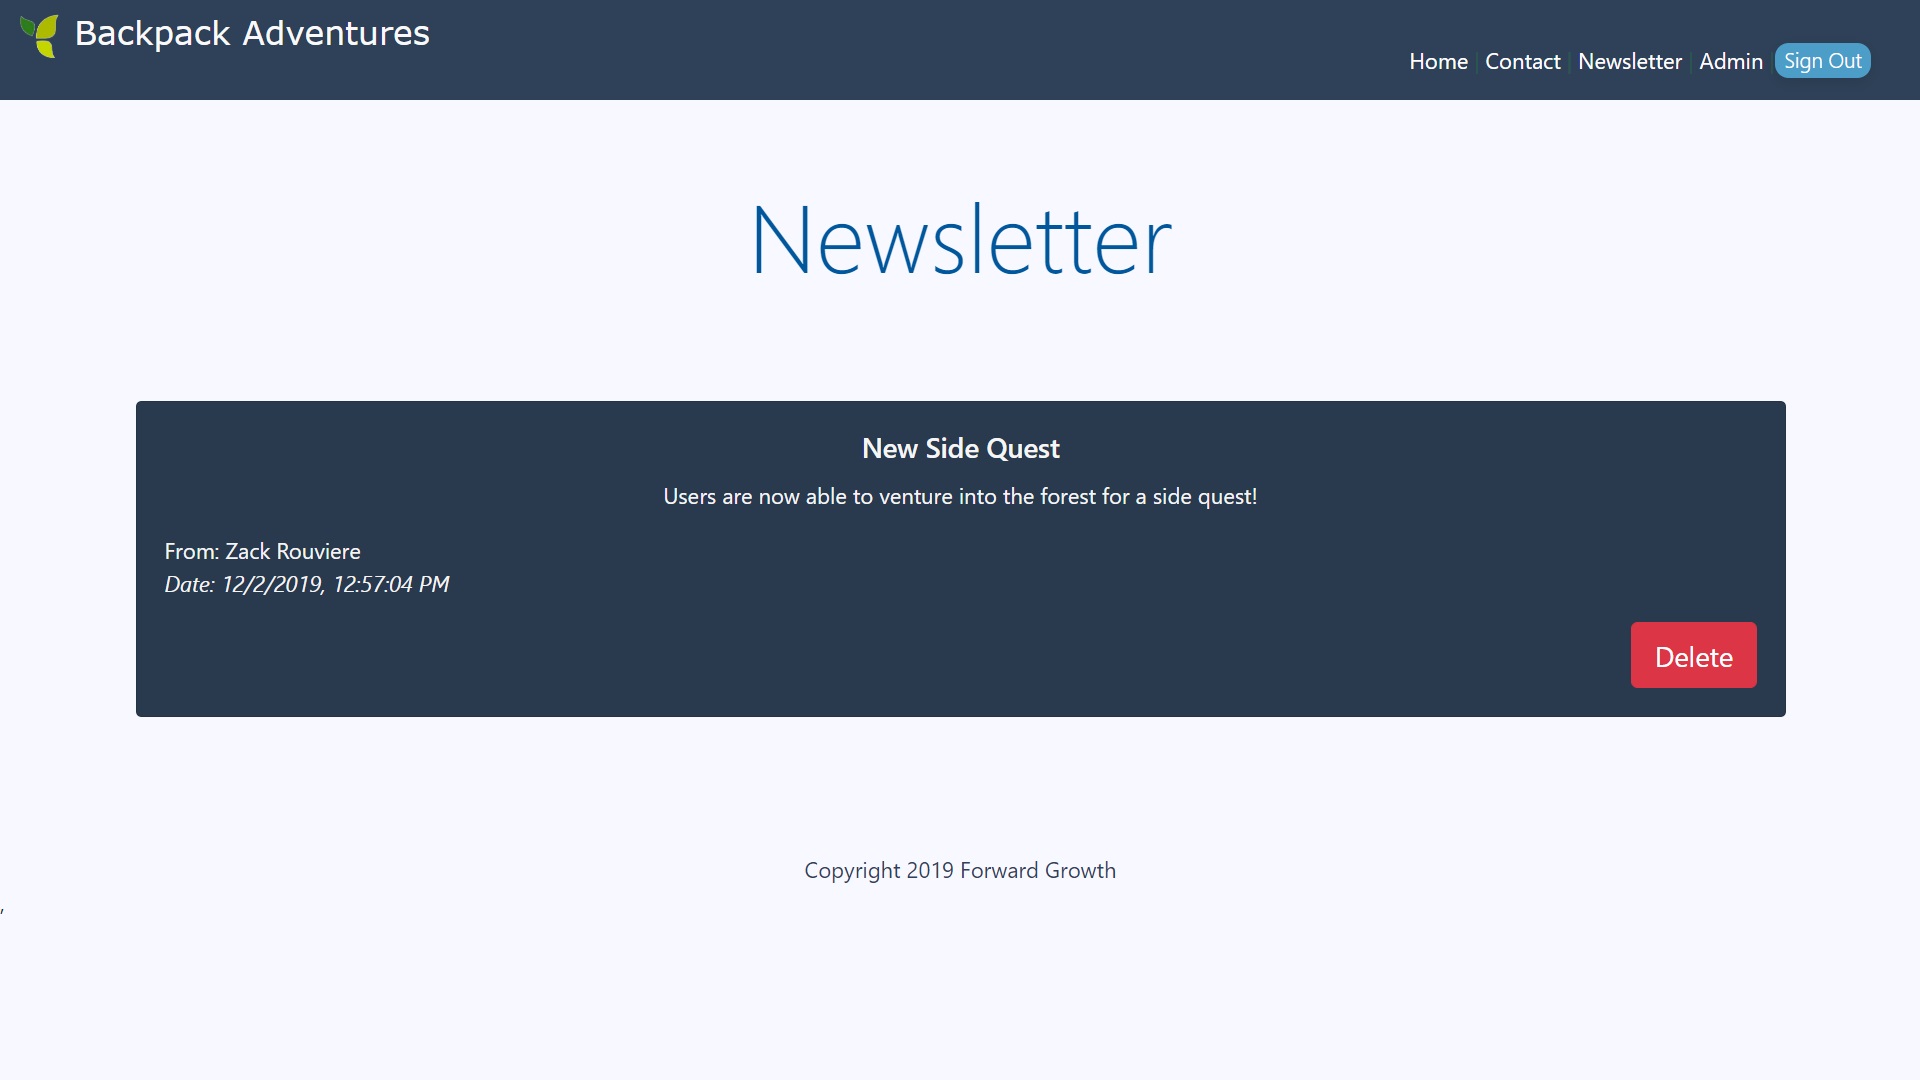 Backpack Adventures
Home | Contact | Newsletter | Admin | Sign Out
Newsletter
New Side Quest
Users are now able to venture into the forest for a side quest!
From: Zack Rouviere
Date: 12/2/2019, 12:57:04 PM
Delete
Copyright 2019 Forward Growth
,